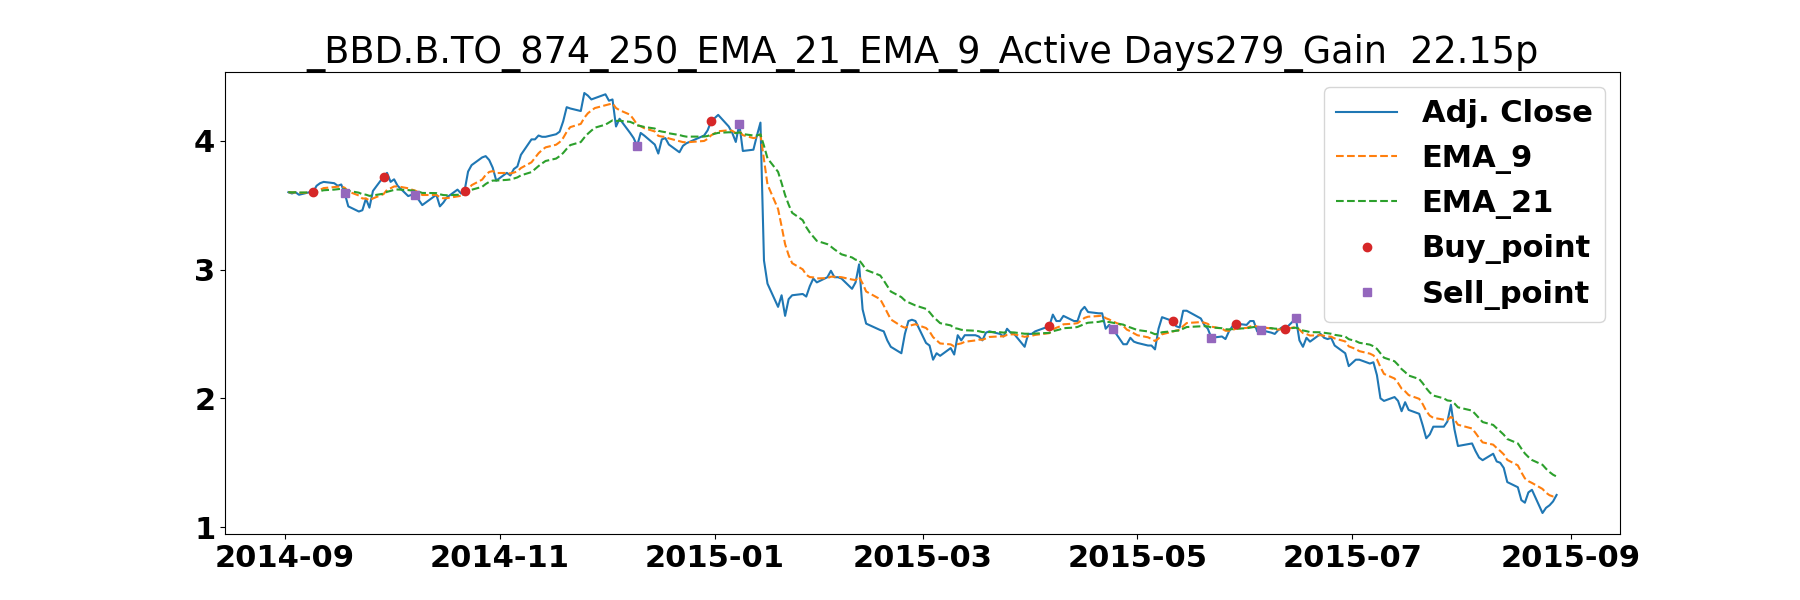 _BBD.B.TO_874_250_EMA_21_EMA_9_Active Days279_Gain  22.15p
Adj. Close
EMA_9
EMA_21
Buy_point
Sell_point
4
3
2
1
2014-09 2014-11 2015-01 2015-03 2015-05 2015-07 2015-09